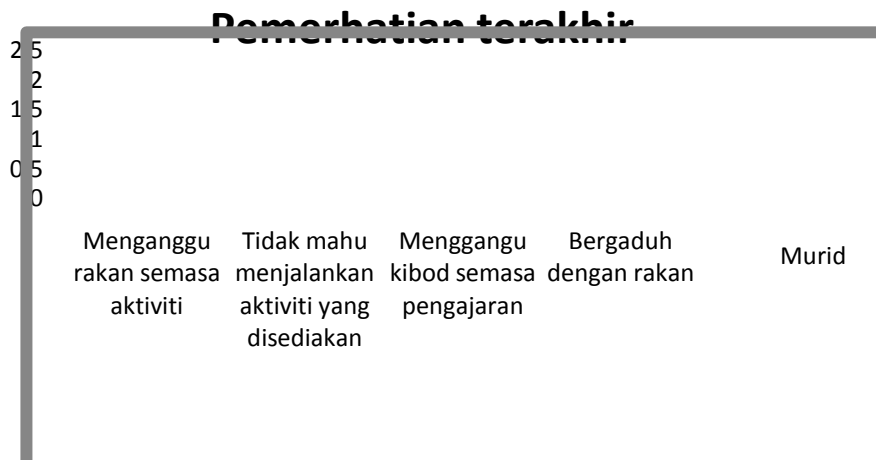 Pemerhatian terakhir
2.5
2
1.5
1
0.5
0
Menganggu
rakan semasa
aktiviti
Tidak mahu
menjalankan
aktiviti yang
disediakan
Menggangu
kibod semasa
pengajaran
Bergaduh
dengan rakan
Murid